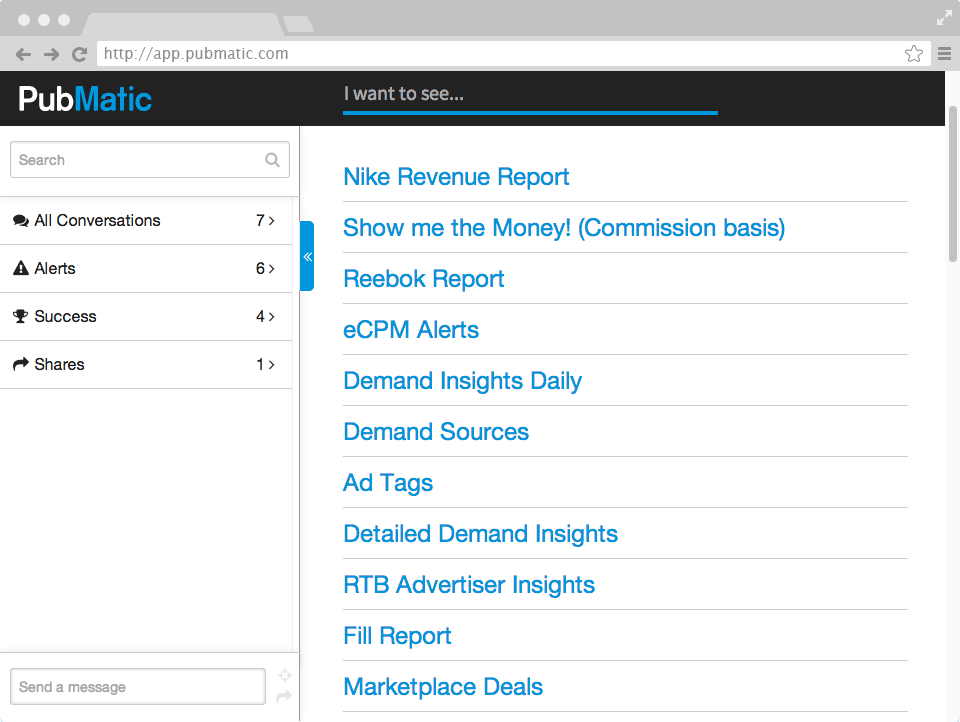 http://app.pubmatic.com
PubMatic
I want to see...
Search
All Conversations 7
Alerts 6
Success 4
Shares 1
Send a message
Nike Revenue Report
Show me the Money! (Commission basis)
Reebok Report
eCPM Alerts
Demand Insights Daily
Demand Sources
Ad Tags
Detailed Demand Insights
RTB Advertiser Insights
Fill Report
Marketplace Deals